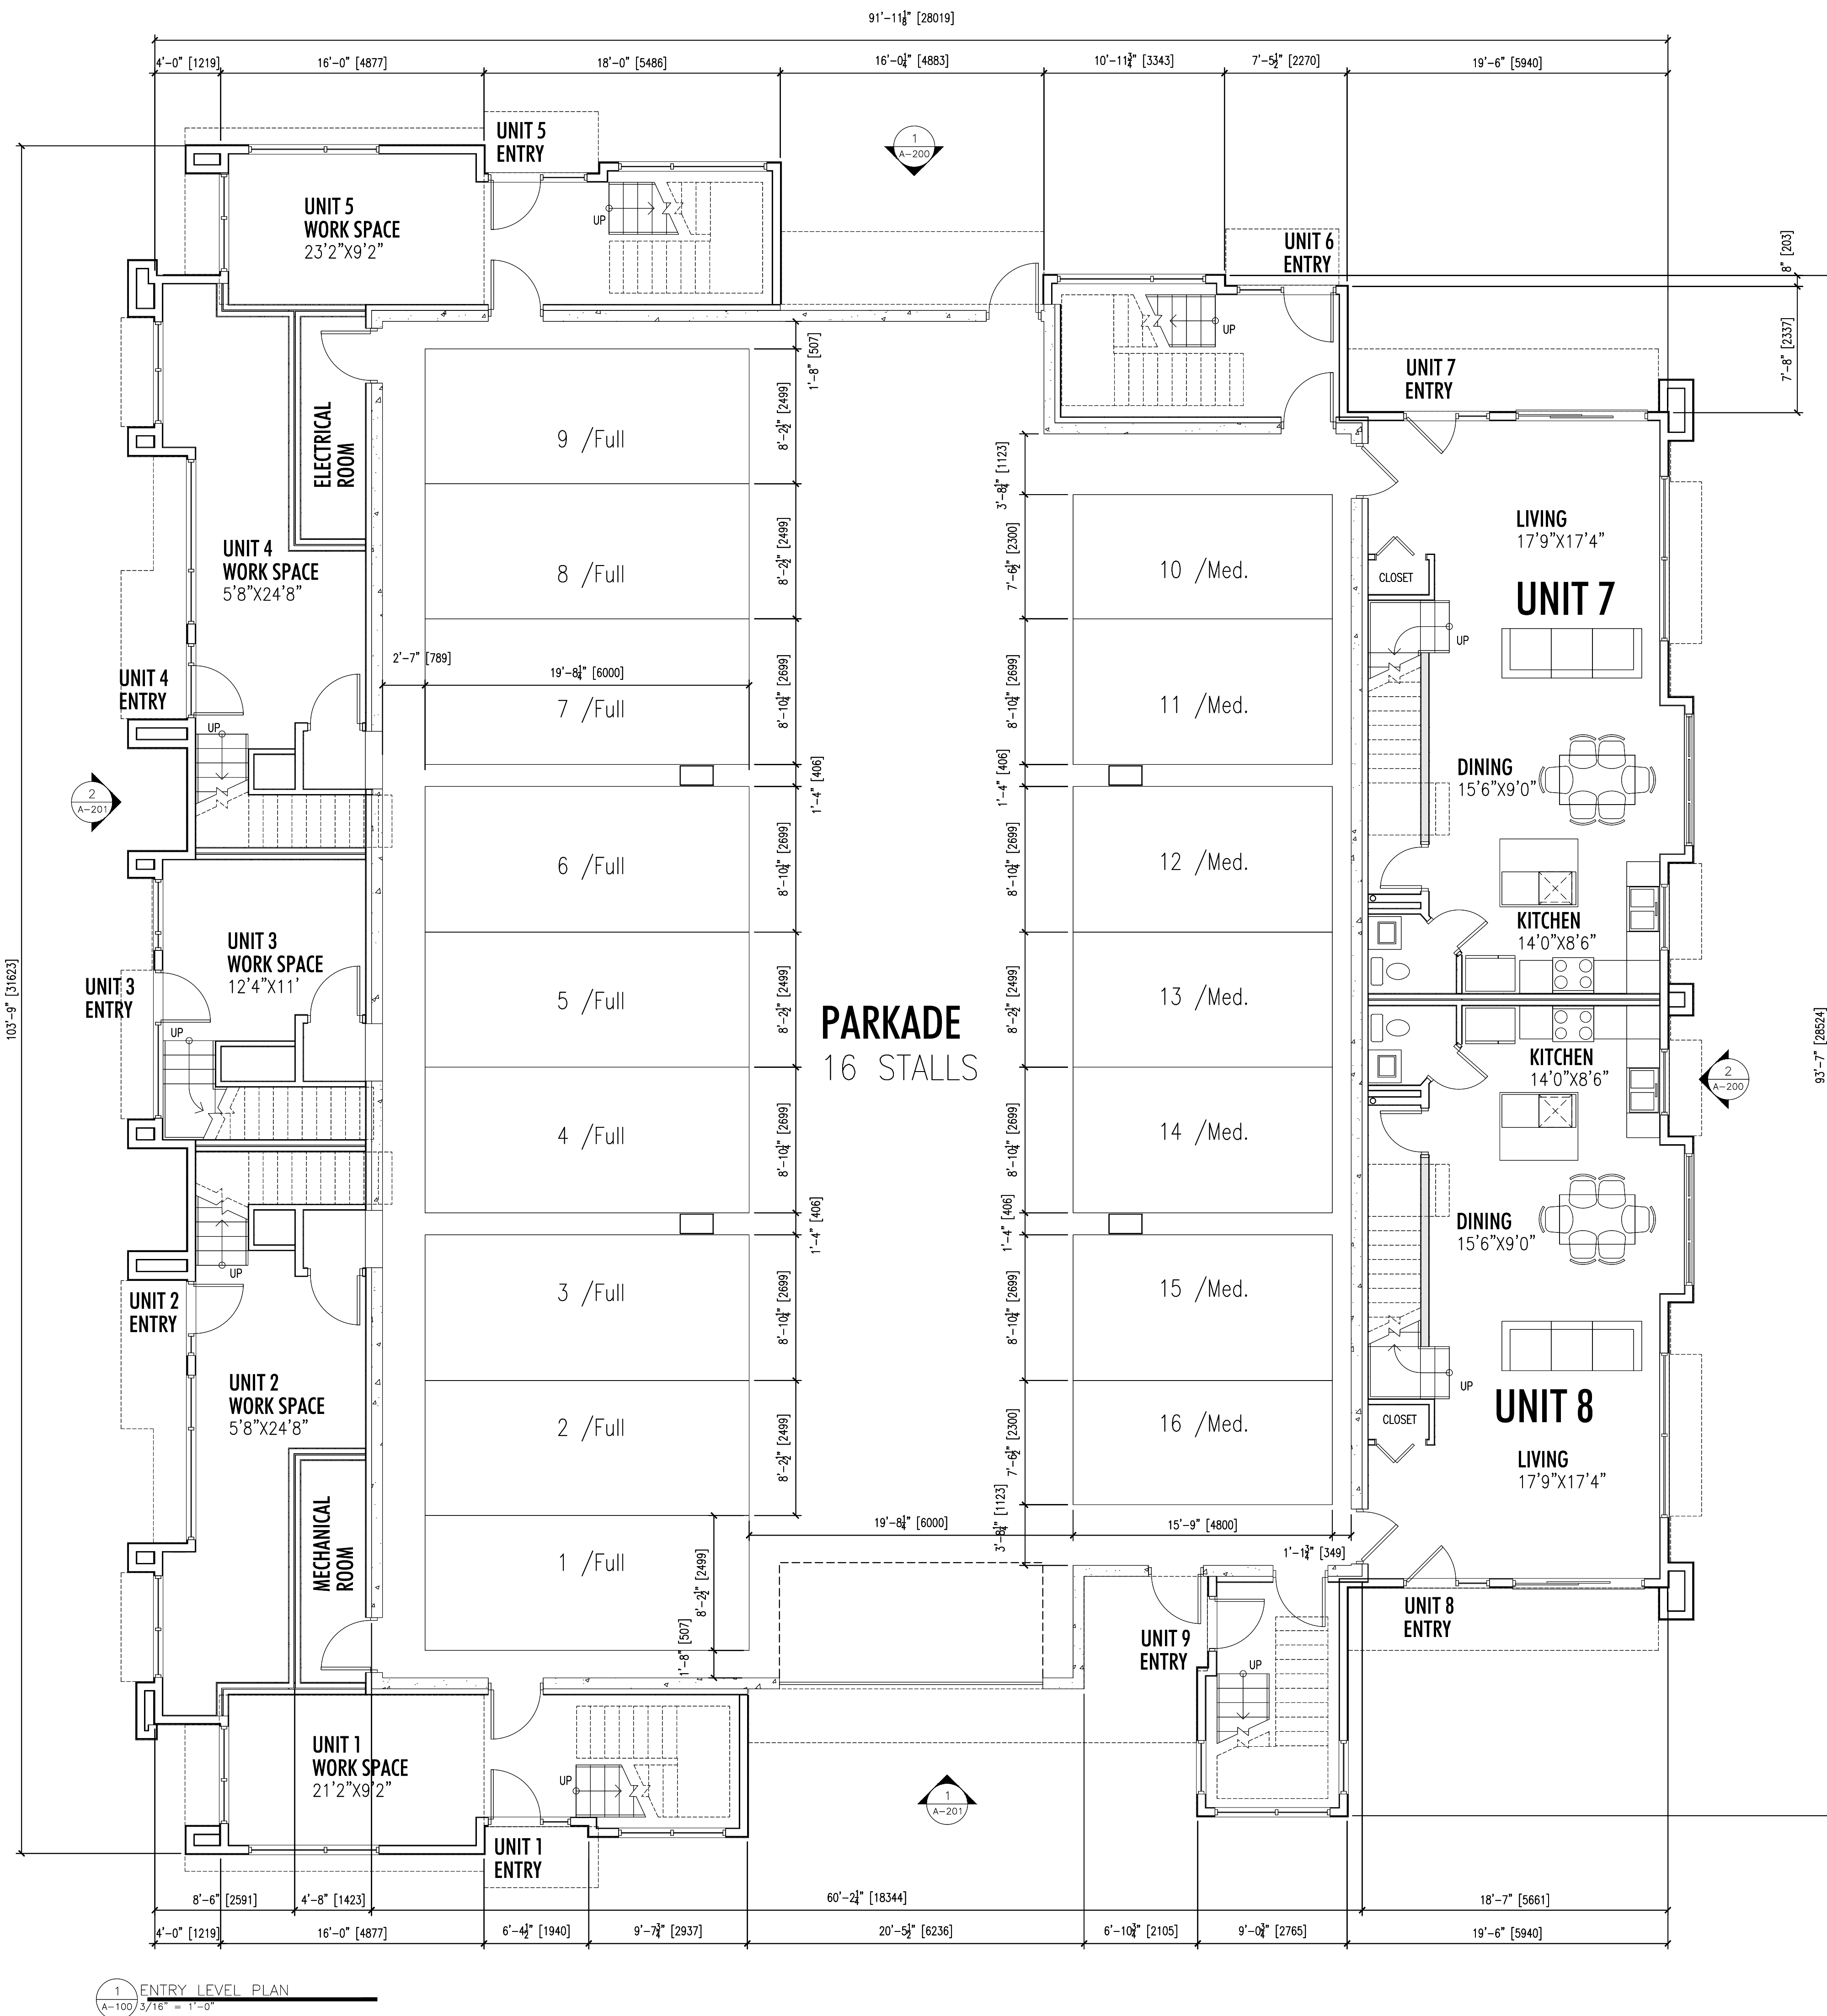 91'-11⅛" [28019]
4'-0" [1219]
16'-0" [4877]
18'-0" [5486]
16'-0¼" [4883]
10'-11¾" [3343]
7'-5½" [2270]
19'-6" [5940]
UNIT 5
ENTRY
1
A-200
UNIT 5
WORK SPACE
23'2"X9'2"
UP
UNIT 6
ENTRY
8" [203]
7'-8" [2337]
UP
UNIT 7
ENTRY
1'-8" [507]
8'-2½" [2499]
ELECTRICAL
ROOM
9 /Full
3'-8¼" [1123]
LIVING
17'9"X17'4"
UNIT 4
WORK SPACE
5'8"X24'8"
8 /Full
8'-2½" [2499]
7'-6½" [2300]
10 /Med.
CLOSET
UNIT 7
UP
UNIT 4
ENTRY
2'-7" [789]
19'-8¼" [6000]
7 /Full
8'-10¼" [2699]
8'-10¼" [2699]
11 /Med.
UP
DINING
15'6"X9'0"
2
A-201
1'-4" [406]
1'-4" [406]
6 /Full
8'-10¼" [2699]
8'-10¼" [2699]
12 /Med.
KITCHEN
14'0"X8'6"
UNIT 3
WORK SPACE
12'4"X11'
UNIT 3
ENTRY
103'-9" [31623]
5 /Full
8'-2½" [2499]
PARKADE
16 STALLS
8'-2½" [2499]
13 /Med.
UP
KITCHEN
14'0"X8'6"
2
A-200
93'-7" [28524]
4 /Full
8'-10¼" [2699]
8'-10¼" [2699]
14 /Med.
1'-4" [406]
1'-4" [406]
DINING
15'6"X9'0"
UP
UNIT 2
ENTRY
3 /Full
8'-10¼" [2699]
8'-10¼" [2699]
15 /Med.
UNIT 2
WORK SPACE
5'8"X24'8"
2 /Full
8'-2½" [2499]
7'-6½" [2300]
16 /Med.
UP
CLOSET
UNIT 8
LIVING
17'9"X17'4"
MECHANICAL
ROOM
1 /Full
8'-2½" [2499]
19'-8¼" [6000]
3'-8¼" [1123]
15'-9" [4800]
1'-1¾" [349]
1'-8" [507]
UNIT 9
ENTRY
UNIT 8
ENTRY
UP
UNIT 1
WORK SPACE
21'2"X9'2"
UP
1
A-201
UNIT 1
ENTRY
8'-6" [2591]
4'-8" [1423]
60'-2¼" [18344]
18'-7" [5661]
4'-0" [1219]
16'-0" [4877]
6'-4½" [1940]
9'-7¾" [2937]
20'-5½" [6236]
6'-10¾" [2105]
9'-0¾" [2765]
19'-6" [5940]
1
A-100
ENTRY LEVEL PLAN
3/16" = 1'-0"